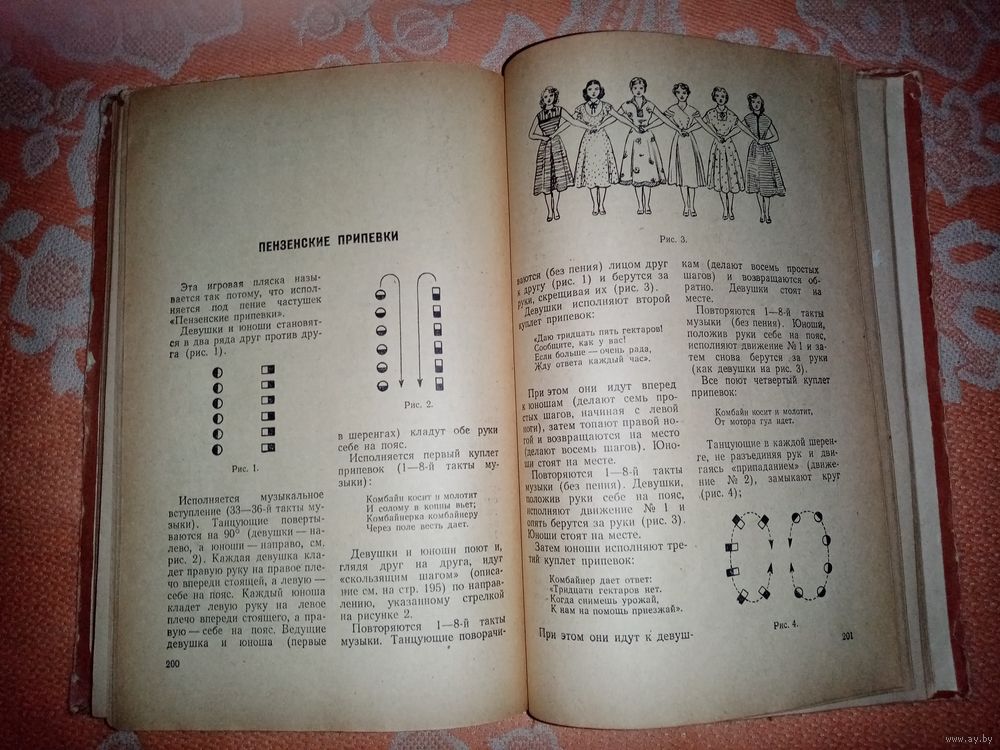 ПЕНЗЕНСКИЕ ПРИПЕВКИ
Эта игровая пляска назы-
вается так потому, что испол-
няется под пение частушек
«Пензенские припевки».
Девушки и юноши становят-
ся в два ряда друг против дру-
га (рис. 1).
Рис. 1.
Исполняется музыкальное
вступление (33—36-й такты му-
зыки). Танцующие поверты-
ваются на 90° (девушки — на-
лево, а юноши — направо, см.
рис. 2). Каждая девушка кла-
дет правую руку на правое пле-
чо впереди стоящей, а левую —
себе на пояс. Каждый юноша
кладет левую руку на левое
плечо впереди стоящего, а пра-
вую — себе на пояс. Ведущие
девушка и юноша (первые
200
Рис. 2.
в шеренгах) кладут обе руки
себе на пояс.
Исполняется первый куплет
припевок (1—8-й такты му-
зыки):
Комбайн косит и молотит
И солому в копны вьет;
Комбайнерка комбайнеру
Через поле весть дает.
Девушки и юноши поют и,
глядя друг на друга, идут
«скользящим шагом» (описа-
ние см. на стр. 195) по направ-
лению, указанному стрелкой
на рисунке 2.
Повторяются 1—8-й такты
музыки. Танцующие поворачи-
Рис. 3.
ваются (без пения) лицом друг
к другу (рис. 1) и берутся за
руки, скрещивая их (рис. 3).
Девушки исполняют второй
куплет припевок:
«Даю тридцать пять гектаров!
Сообщите, как у вас!
Если больше — очень рада,
Жду ответа каждый час».
При этом они идут вперед
к юношам (делают семь про-
стых шагов, начиная с левой
ноги), затем топают правой но-
гой и возвращаются на место
(делают восемь шагов). Юно-
ши стоят на месте.
Повторяются 1—8-й такты
музыки (без пения). Девушки,
положив руки себе на пояс,
исполняют движение № 1 и
опять берутся за руки (рис. 3).
Юноши стоят на месте.
Затем юноши исполняют тре-
тий куплет припевок:
Комбайнер дает ответ:
«Тридцати гектаров нет.
Когда снимешь урожай,
К нам на помощь приезжай».
При этом они идут к девуш-
кам (делают восемь простых
шагов) и возвращаются об-
ратно. Девушки стоят на
месте.
Повторяются 1—8-й такты
музыки (без пения). Юноши,
положив руки себе на пояс,
исполняют движение № 1 и за-
тем снова берутся за руки
(как девушки на рис. 3).
Все поют четвертый куплет
припевок:
Комбайн косит и молотит,
От мотора гул идет.
Танцующие в каждой шерен-
ге, не разъединяя рук и дви-
гаясь «припаданием» (движе-
ние № 2), замыкают круг
(рис. 4);
Рис. 4.
201
www.ay.by